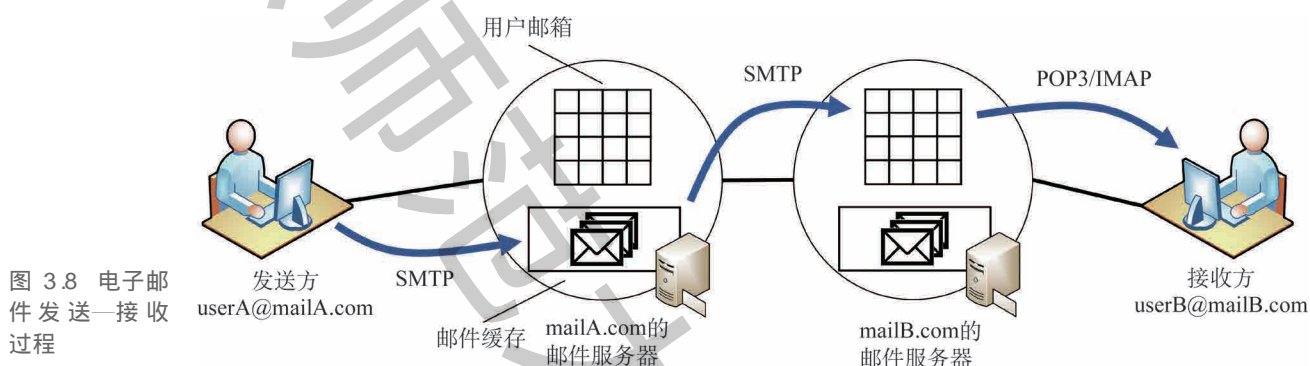 用户邮箱
SMTP
POP3/IMAP
SMTP
发送方
userA@mailA.com
邮件缓存
mailA.com的
邮件服务器
mailB.com的
邮件服务器
接收方
userB@mailB.com
图 3.8 电子邮
件发送—接收
过程